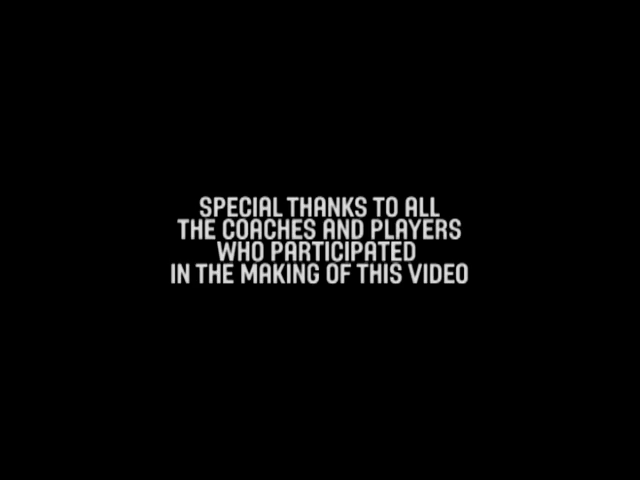 SPECIAL THANKS TO ALL
THE COACHES AND PLAYERS
WHO PARTICIPATED
IN THE MAKING OF THIS VIDEO